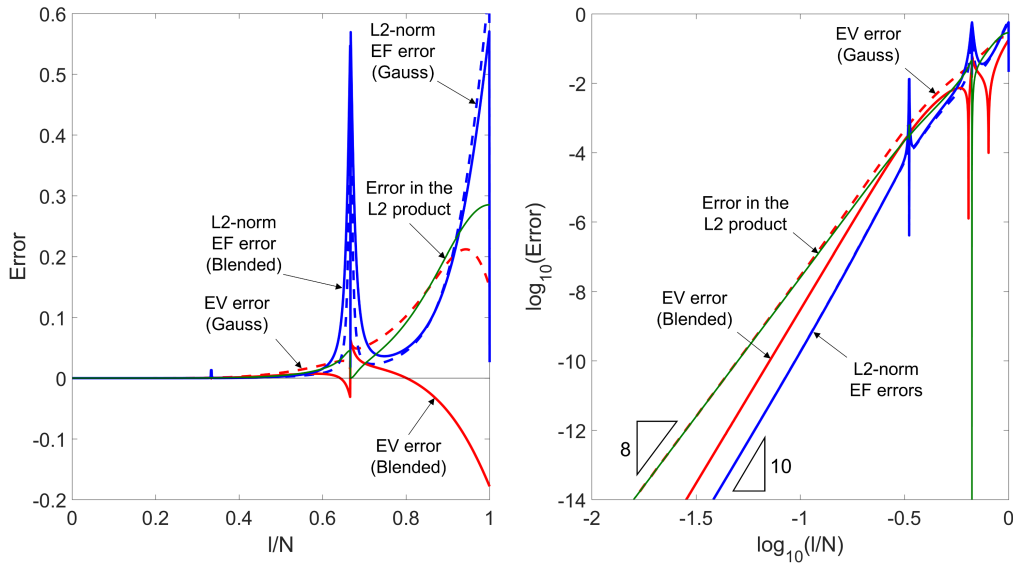 0.6
0.5
0.4
0.3
0.2
0.1
0
-0.1
-0.2
Error
0
0.2
0.4
0.6
0.8
1
l/N
L2-norm
EF error
(Gauss)
Error in the
L2 product
L2-norm
EF error
(Blended)
EV error
(Gauss)
EV error
(Blended)
0
-2
-4
-6
-8
-10
-12
-14
log10(Error)
-2
-1.5
-1
-0.5
0
log10(l/N)
EV error
(Gauss)
Error in the
L2 product
EV error
(Blended)
L2-norm
EF errors
8
10